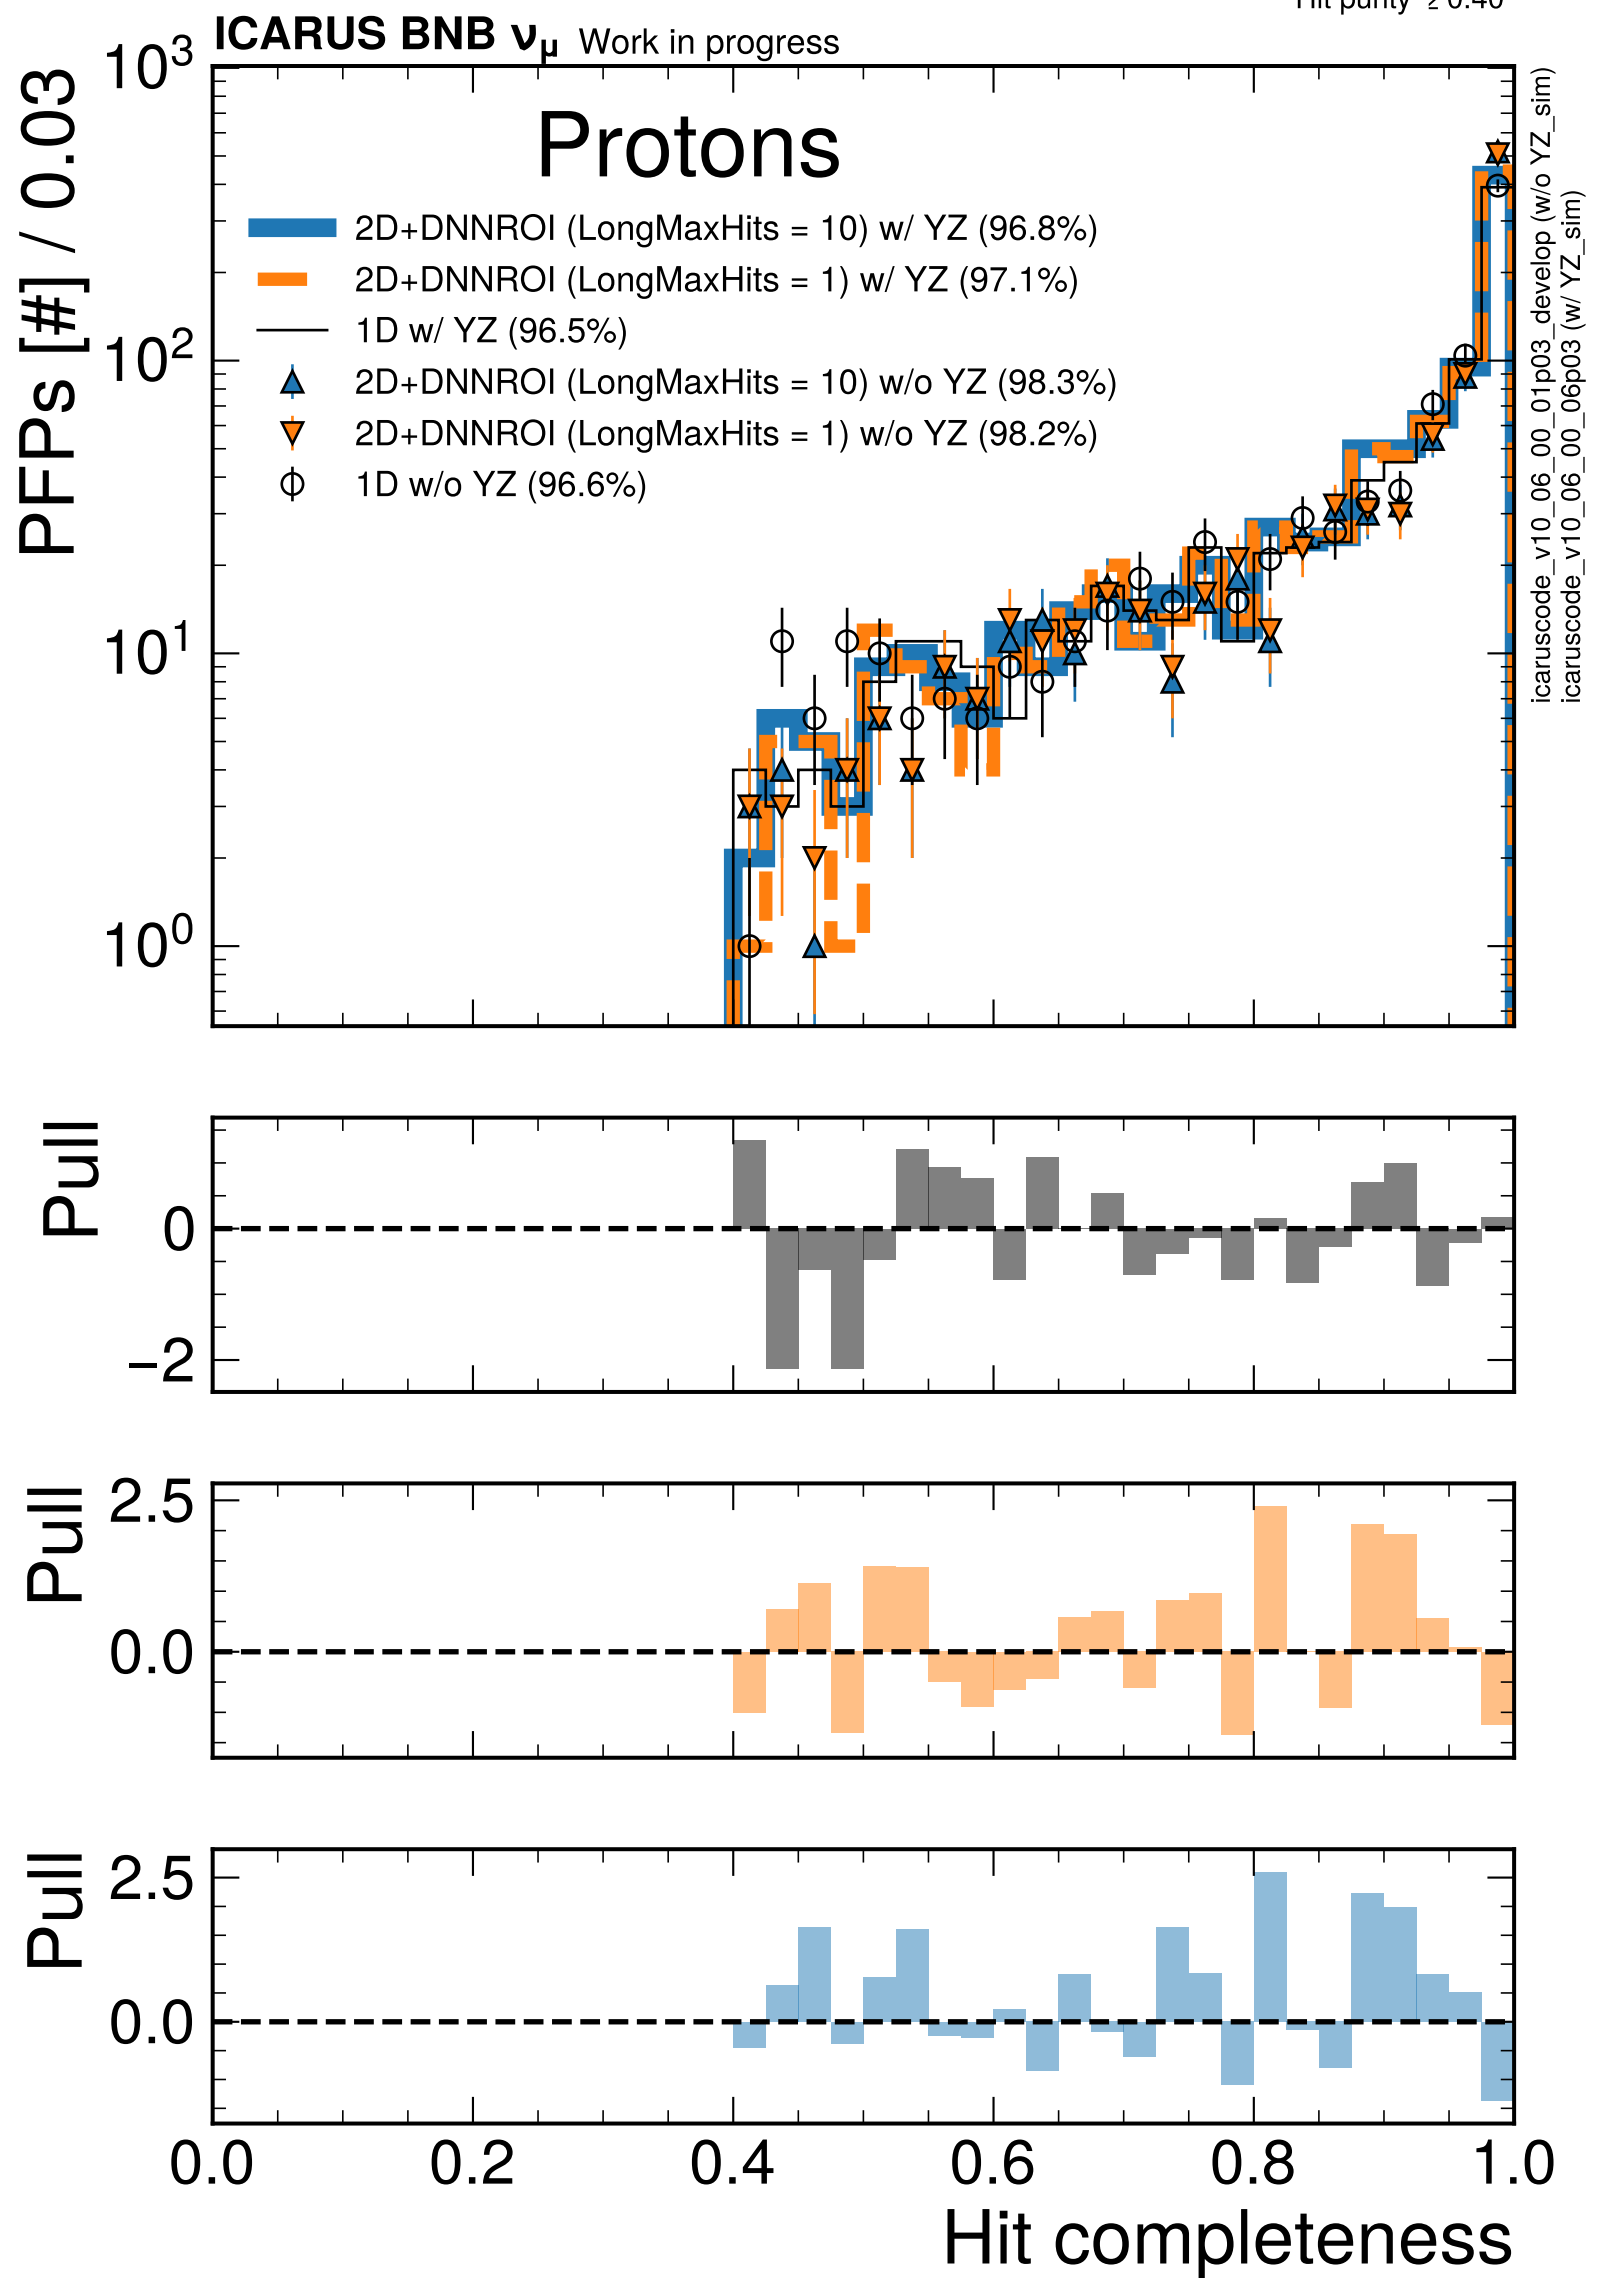 Hit purity ≥ 0.40
ICARUS BNB νμ Work in progress
Protons
2D+DNNROI (LongMaxHits = 10) w/ YZ (96.8%)
2D+DNNROI (LongMaxHits = 1) w/ YZ (97.1%)
1D w/ YZ (96.5%)
2D+DNNROI (LongMaxHits = 10) w/o YZ (98.3%)
2D+DNNROI (LongMaxHits = 1) w/o YZ (98.2%)
1D w/o YZ (96.6%)
PFPs [#] / 0.03
10³
10²
10¹
10⁰
icaruscode_v10_06_00_01p03_develop (w/o YZ_sim)
icaruscode_v10_06_00_06p03 (w/ YZ_sim)
Pull
0
−2
Pull
2.5
0.0
Pull
2.5
0.0
0.0 0.2 0.4 0.6 0.8 1.0
Hit completeness